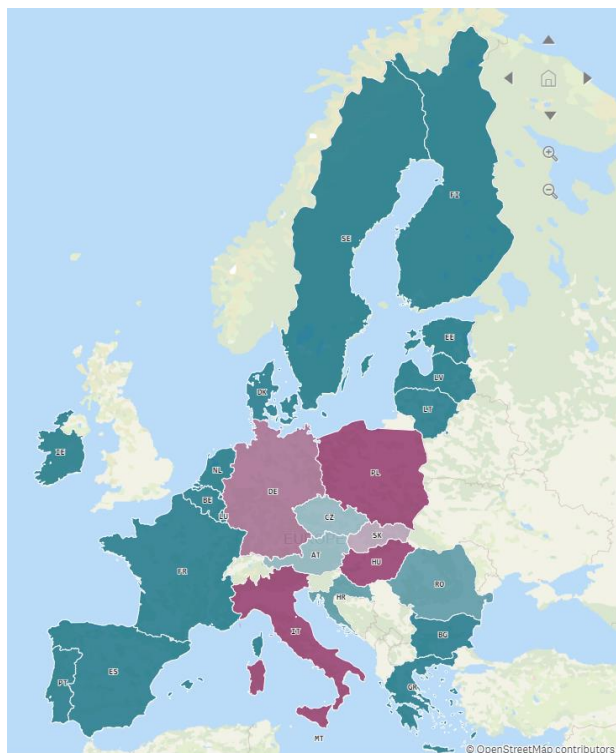 FI
SE
EE
LV
DK
LT
IE
NL
PL
BE
DE
LU
CZ
EUROPE
SK
AT
HU
FR
RO
HR
IT
BG
ES
PT
GR
MT
© OpenStreetMap contributors